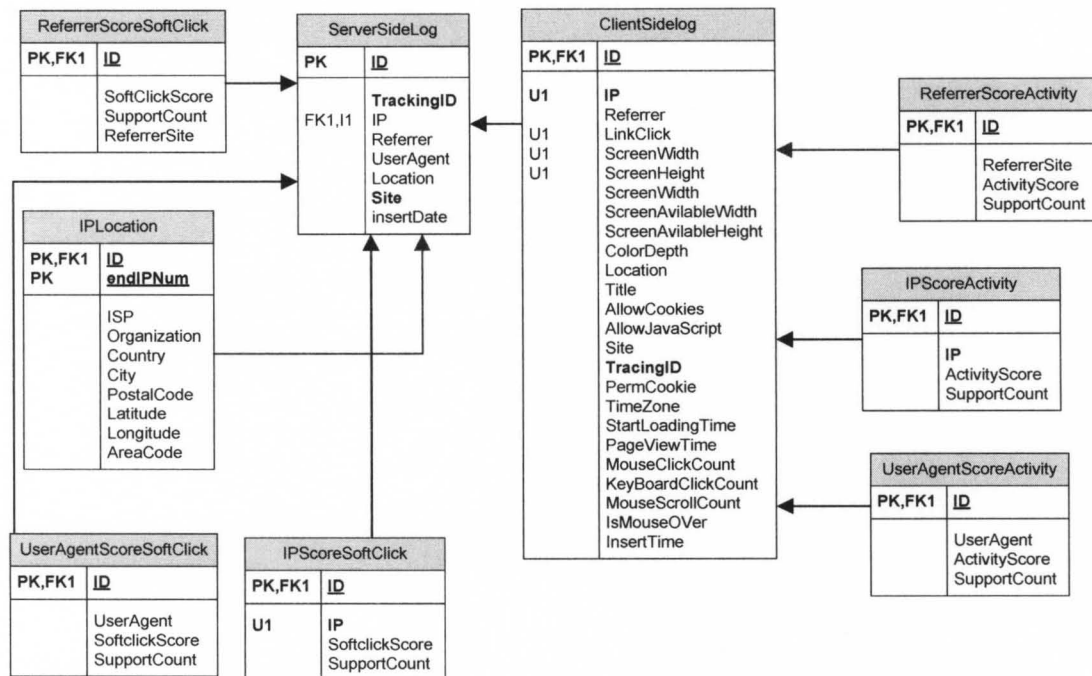 ReferrerScoreSoftClick
PK,FK1 ID
SoftClickScore
SupportCount
ReferrerSite
ServerSideLog
PK ID
TrackingID
FK1,I1 IP
Referrer
UserAgent
Location
Site
insertDate
ClientSidelog
PK,FK1 ID
U1 IP
Referrer
U1 LinkClick
U1 ScreenWidth
U1 ScreenHeight
ScreenWidth
ScreenAvilableWidth
ScreenAvilableHeight
ColorDepth
Location
Title
AllowCookies
AllowJavaScript
Site
TracingID
PermCookie
TimeZone
StartLoadingTime
PageViewTime
MouseClickCount
KeyBoardClickCount
MouseScrollCount
IsMouseOVer
InsertTime
ReferrerScoreActivity
PK,FK1 ID
ReferrerSite
ActivityScore
SupportCount
IPLocation
PK,FK1 ID
PK endIPNum
ISP
Organization
Country
City
PostalCode
Latitude
Longitude
AreaCode
IPScoreActivity
PK,FK1 ID
IP
ActivityScore
SupportCount
UserAgentScoreActivity
PK,FK1 ID
UserAgent
ActivityScore
SupportCount
UserAgentScoreSoftClick
PK,FK1 ID
UserAgent
SoftclickScore
SupportCount
IPScoreSoftClick
PK,FK1 ID
U1 IP
SoftclickScore
SupportCount